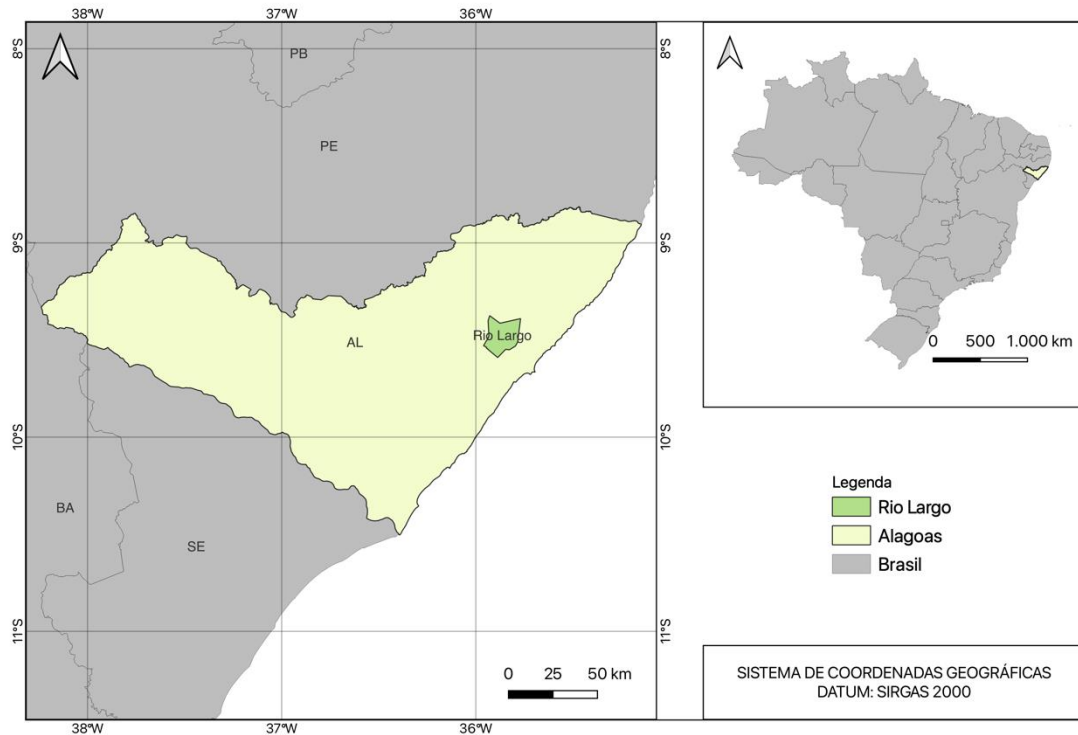 38°W 37°W 36°W
8°S 8°S
PB
PE
9°S 9°S
Rio Largo
AL
10°S 10°S
BA
SE
11°S 11°S
0 25 50 km
38°W 37°W 36°W
0 500 1.000 km
Legenda
Rio Largo
Alagoas
Brasil
SISTEMA DE COORDENADAS GEOGRÁFICAS
DATUM: SIRGAS 2000